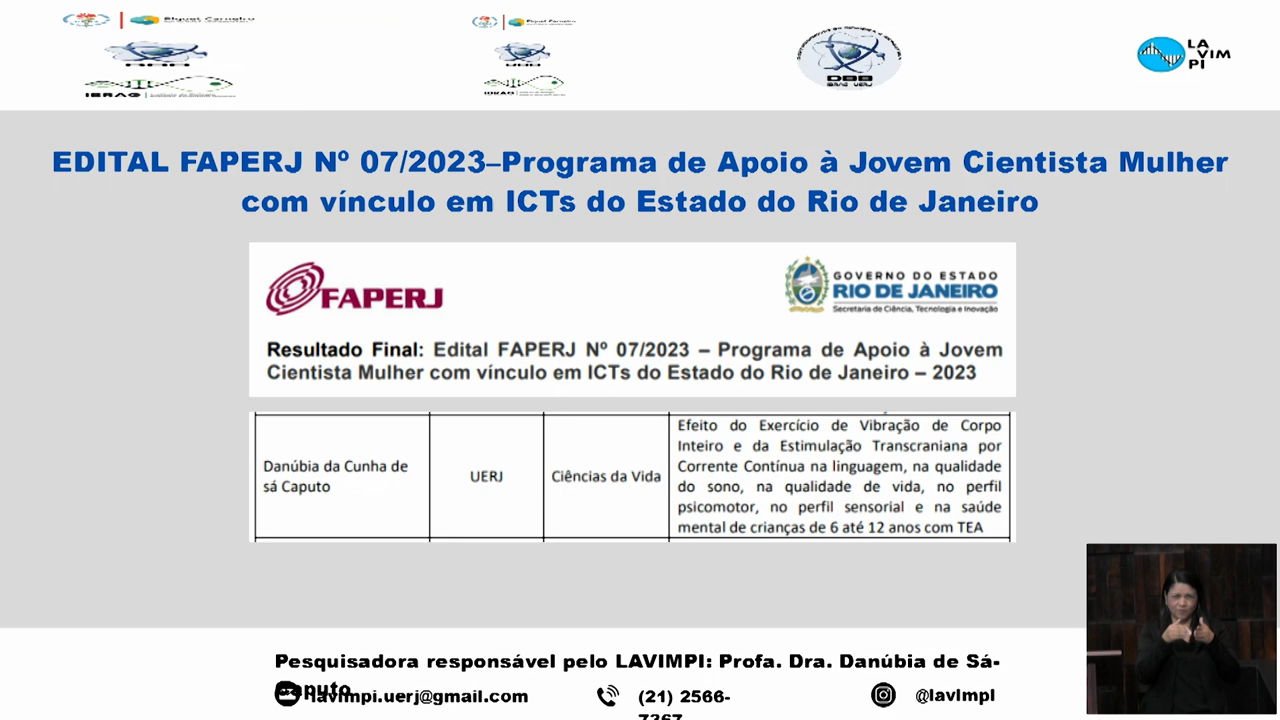 LA
VIM
PI
EDITAL FAPERJ Nº 07/2023–Programa de Apoio à Jovem Cientista Mulher
com vínculo em ICTs do Estado do Rio de Janeiro
FAPERJ
GOVERNO DO ESTADO
RIO DE JANEIRO
Secretaria de Ciência, Tecnologia e Inovação
Resultado Final: Edital FAPERJ Nº 07/2023 – Programa de Apoio à Jovem
Cientista Mulher com vínculo em ICTs do Estado do Rio de Janeiro – 2023
Danúbia da Cunha de
sá Caputo
UERJ
Ciências da Vida
Efeito do Exercício de Vibração de Corpo
Inteiro e da Estimulação Transcraniana por
Corrente Contínua na linguagem, na qualidade
do sono, na qualidade de vida, no perfil
psicomotor, no perfil sensorial e na saúde
mental de crianças de 6 até 12 anos com TEA
Pesquisadora responsável pelo LAVIMPI: Profa. Dra. Danúbia de Sá-
Caputo
lavimpi.uerj@gmail.com
(21) 2566-
7367
@lavimpi